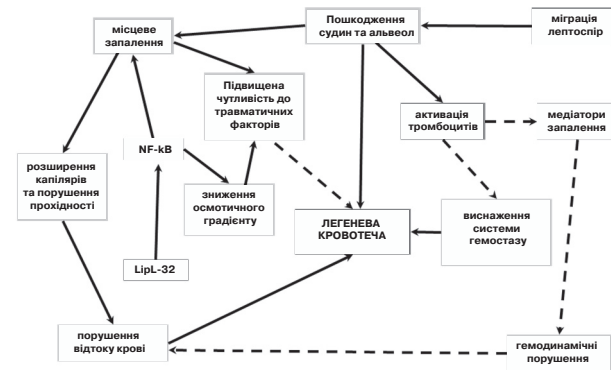 місцеве
запалення
Пошкодження
судин та альвеол
міграція
лептоспір
Підвищена
чутливість до
травматичних
факторів
активація
тромбоцитів
медіатори
запалення
NF-kB
розширення
капілярів
та порушення
прохідності
зниження
осмотичного
градієнту
ЛЕГЕНЕВА
КРОВОТЕЧА
виснаження
системи
гемостазу
LipL-32
порушення
відтоку крові
гемодинамічні
порушення